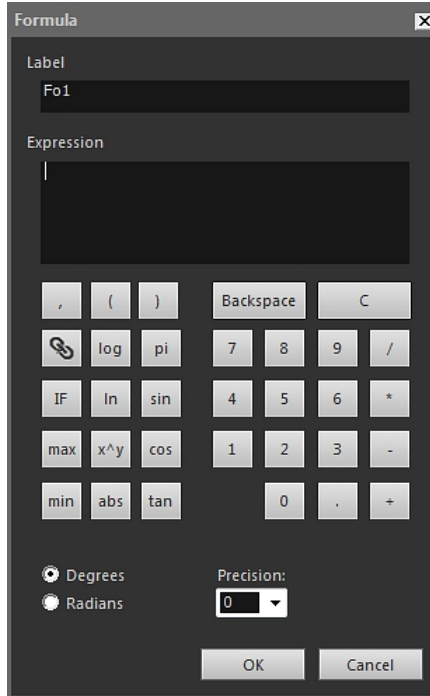 Formula
Label
Fo1
Expression
, ( ) Backspace C
log pi 7 8 9 /
IF ln sin 4 5 6 *
max x^y cos 1 2 3 -
min abs tan 0 . +
Degrees Precision:
Radians 0
OK Cancel